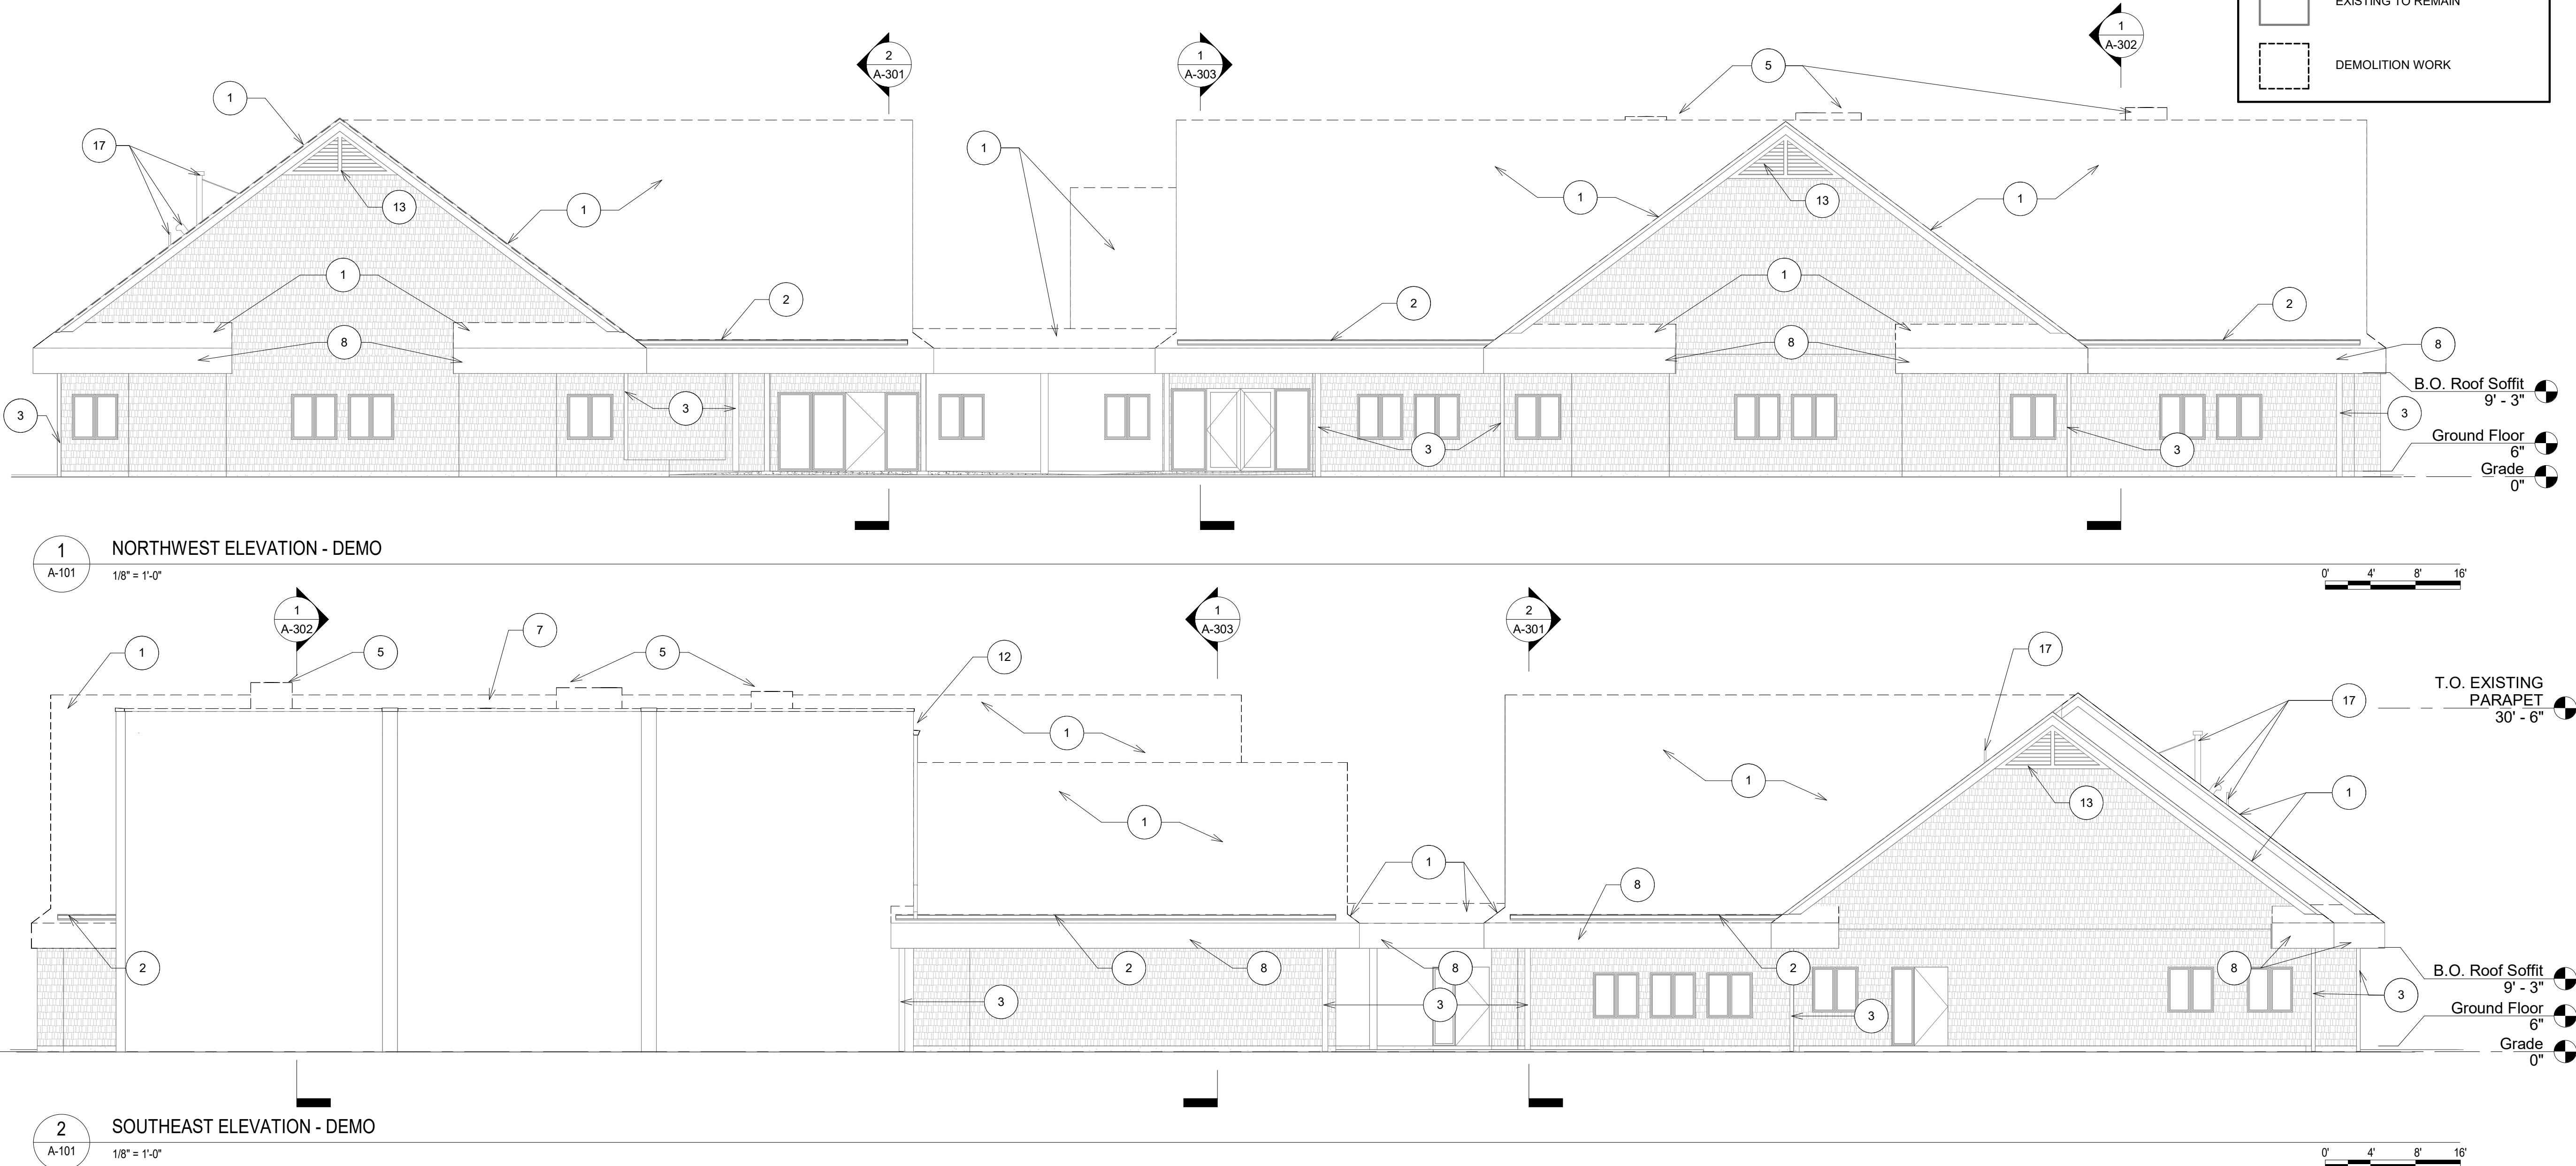 EXISTING TO REMAIN
DEMOLITION WORK
2
A-301
1
A-303
1
A-302
5
1
17
1
13
1
1
13
1
1
1
2
2
2
8
8
8
3
3
3
3
3
B.O. Roof Soffit
9' - 3"
Ground Floor
6"
Grade
0"
1
A-101
NORTHWEST ELEVATION - DEMO
1/8" = 1'-0"
0' 4' 8' 16'
1
A-302
1
A-303
2
A-301
1
5
7
5
12
17
17
T.O. EXISTING
PARAPET
30' - 6"
1
1
1
13
1
1
8
2
2
8
8
2
8
3
3
3
3
B.O. Roof Soffit
9' - 3"
Ground Floor
6"
Grade
0"
2
A-101
SOUTHEAST ELEVATION - DEMO
1/8" = 1'-0"
0' 4' 8' 16'